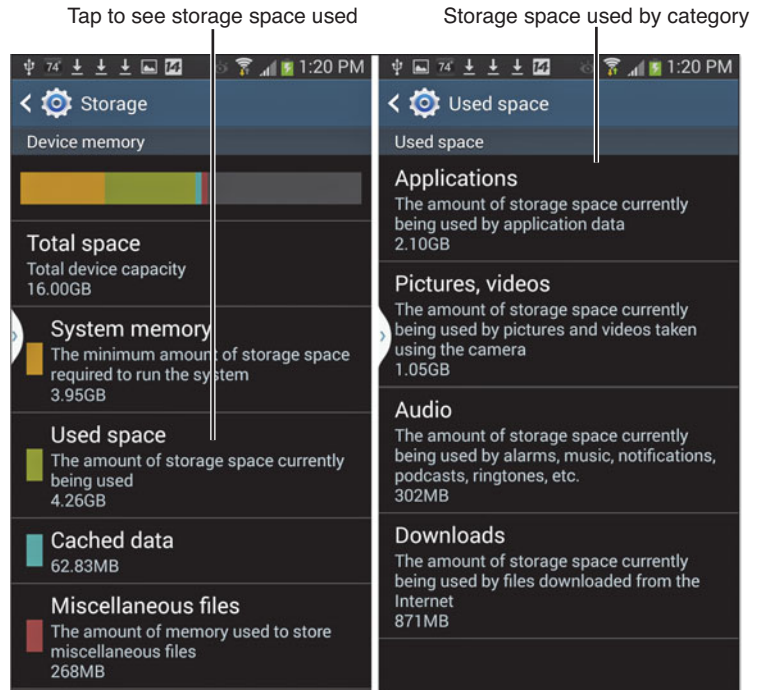 Tap to see storage space used
Storage space used by category
74° 14 1:20 PM
Storage
Device memory
Total space
Total device capacity
16.00GB
System memory
The minimum amount of storage space
required to run the system
3.95GB
Used space
The amount of storage space currently
being used
4.26GB
Cached data
62.83MB
Miscellaneous files
The amount of memory used to store
miscellaneous files
268MB
74° 14 1:20 PM
Used space
Used space
Applications
The amount of storage space currently
being used by application data
2.10GB
Pictures, videos
The amount of storage space currently
being used by pictures and videos taken
using the camera
1.05GB
Audio
The amount of storage space currently
being used by alarms, music, notifications,
podcasts, ringtones, etc.
302MB
Downloads
The amount of storage space currently
being used by files downloaded from the
Internet
871MB